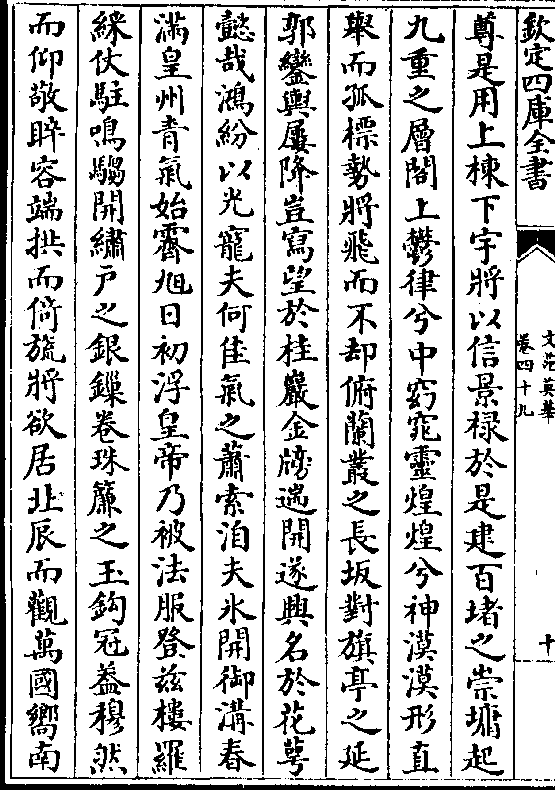 欽定四庫全書
文苑英華
卷四十九
十
尊是用上棟下宇將以信景祿於是建百堵之崇墉起
九重之層閣上鬱律兮中窈窕靈煌煌兮神漠漠形直
舉而孤標勢將飛而不却俯蘭叢之長坂對旗亭之延
郭鑾輿屢降豈寫望於桂巖金牓遄開遂興名於花萼
懿哉鴻紛以光寵夫何佳氣之蕭索洎夫氷開御溝春
滿皇州青氣始霽旭日初浮皇帝乃被法服登兹樓羅
綵仗駐鳴騶開繡戸之銀鏁卷珠簾之玉鈎冠葢穆然
而仰敬睟容端拱而倚旒將欲居北辰而觀萬國嚮南